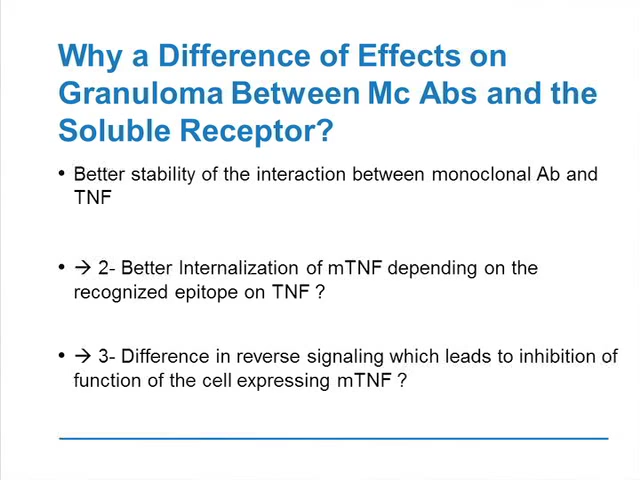 Why a Difference of Effects on
Granuloma Between Mc Abs and the
Soluble Receptor?
• Better stability of the interaction between monoclonal Ab and
TNF
• → 2- Better Internalization of mTNF depending on the
recognized epitope on TNF ?
• → 3- Difference in reverse signaling which leads to inhibition of
function of the cell expressing mTNF ?